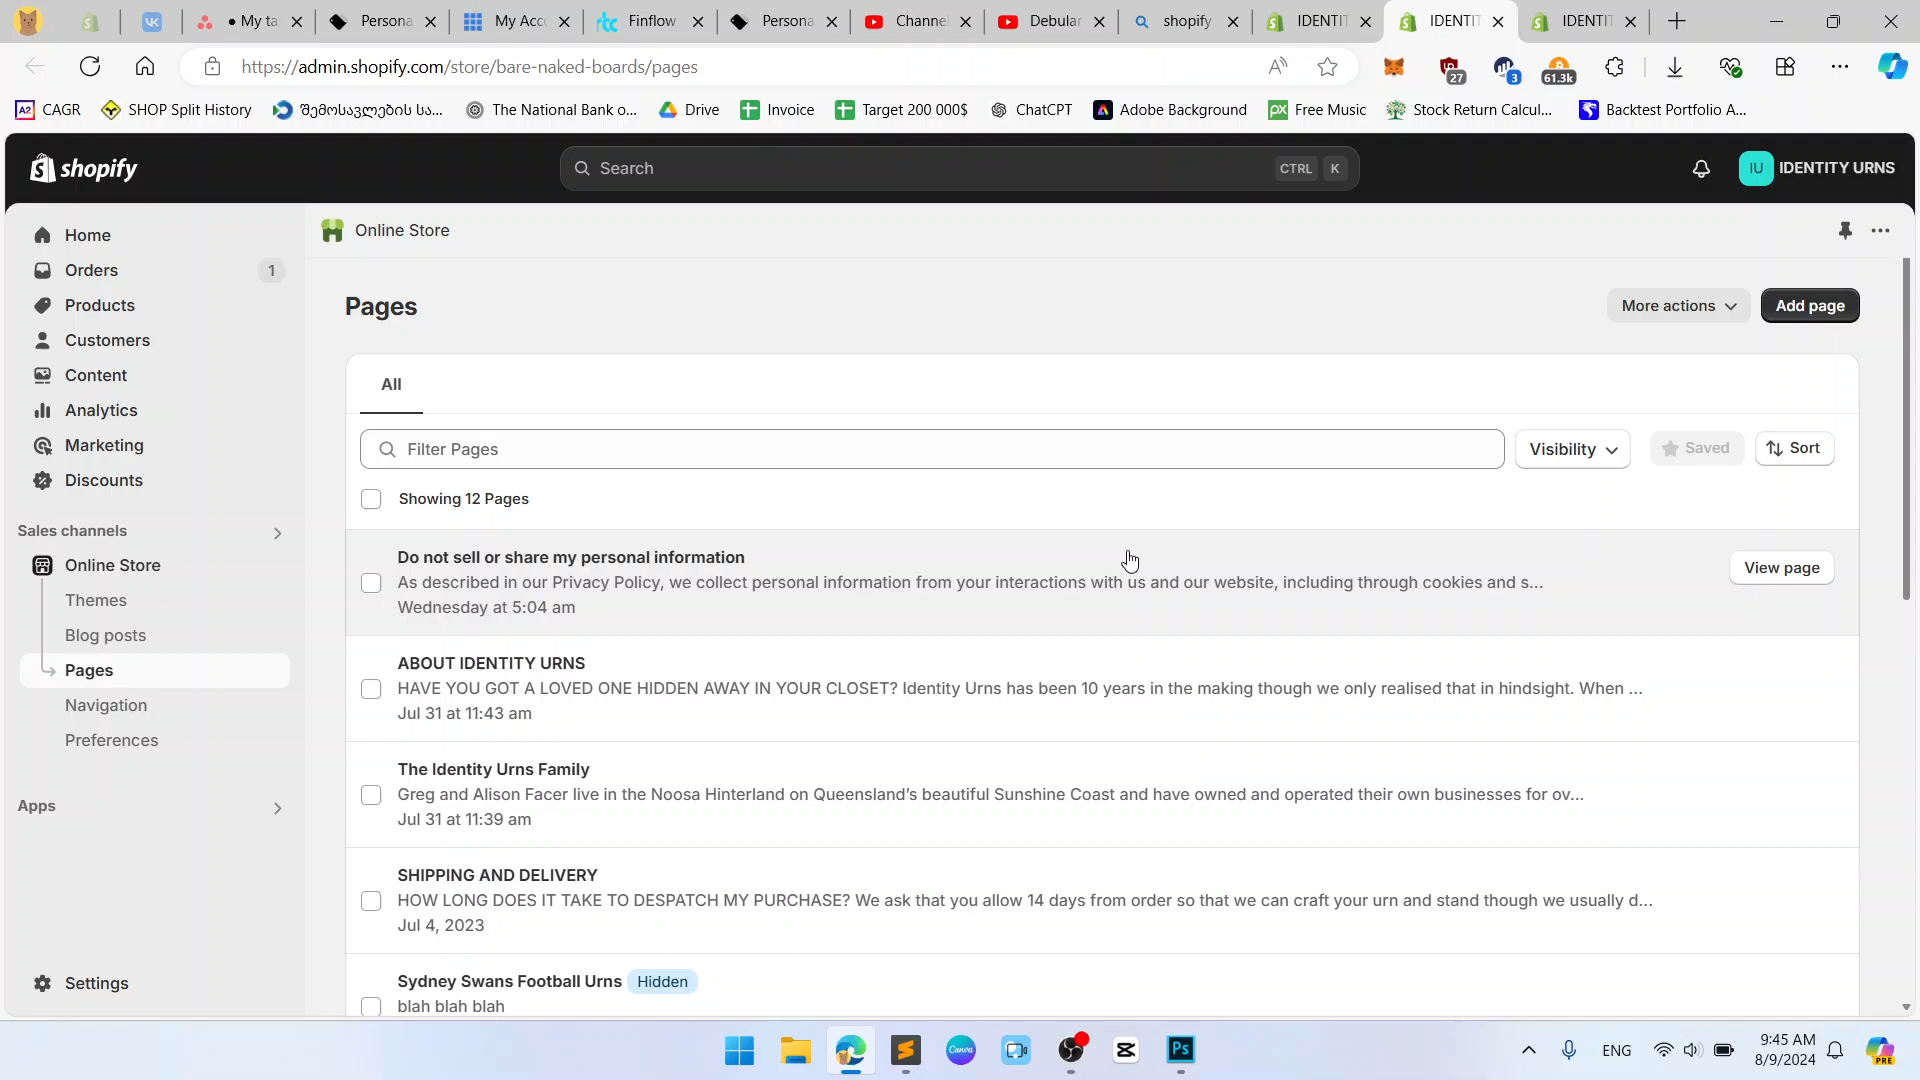 My ta
Persona
My Acc
Finflow
Persona
Channe
Debular
shopify
IDENTIT
IDENTIT
IDENTIT
https://admin.shopify.com/store/bare-naked-boards/pages
27
3
61.3k
CAGR
SHOP Split History
შემოსავლების სა...
The National Bank o...
Drive
Invoice
Target 200 000$
ChatCPT
Adobe Background
Free Music
Stock Return Calcul...
Backtest Portfolio A...
shopify
Search
CTRL K
IU IDENTITY URNS
Home
Orders 1
Products
Customers
Content
Analytics
Marketing
Discounts
Sales channels
Online Store
Themes
Blog posts
Pages
Navigation
Preferences
Apps
Settings
Online Store
Pages
More actions
Add page
All
Filter Pages
Visibility
Saved
Sort
Showing 12 Pages
Do not sell or share my personal information
As described in our Privacy Policy, we collect personal information from your interactions with us and our website, including through cookies and s...
Wednesday at 5:04 am
View page
ABOUT IDENTITY URNS
HAVE YOU GOT A LOVED ONE HIDDEN AWAY IN YOUR CLOSET? Identity Urns has been 10 years in the making though we only realised that in hindsight. When ...
Jul 31 at 11:43 am
The Identity Urns Family
Greg and Alison Facer live in the Noosa Hinterland on Queensland's beautiful Sunshine Coast and have owned and operated their own businesses for ov...
Jul 31 at 11:39 am
SHIPPING AND DELIVERY
HOW LONG DOES IT TAKE TO DESPATCH MY PURCHASE? We ask that you allow 14 days from order so that we can craft your urn and stand though we usually d...
Jul 4, 2023
Sydney Swans Football Urns Hidden
blah blah blah
Canva
Ps
ENG
9:45 AM
8/9/2024
PRE